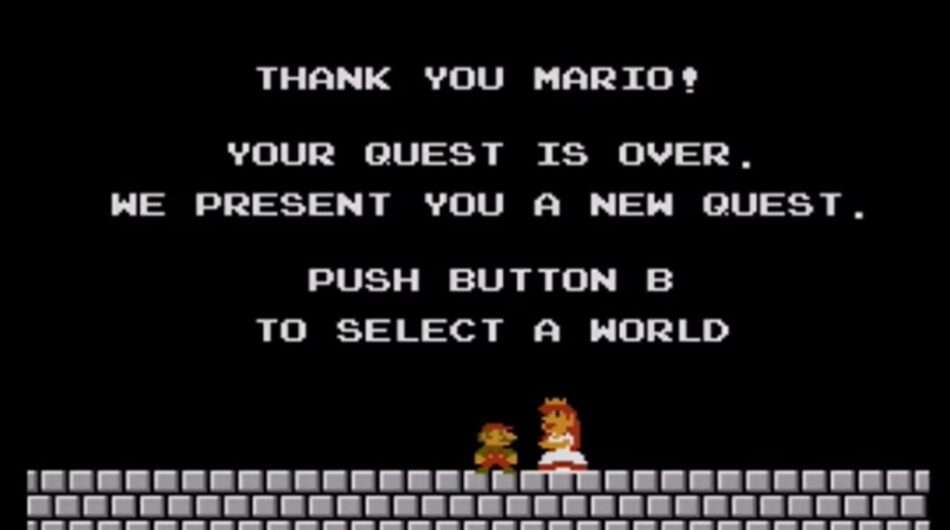 THANK YOU MARIO!
YOUR QUEST IS OVER.
WE PRESENT YOU A NEW QUEST.
PUSH BUTTON B
TO SELECT A WORLD